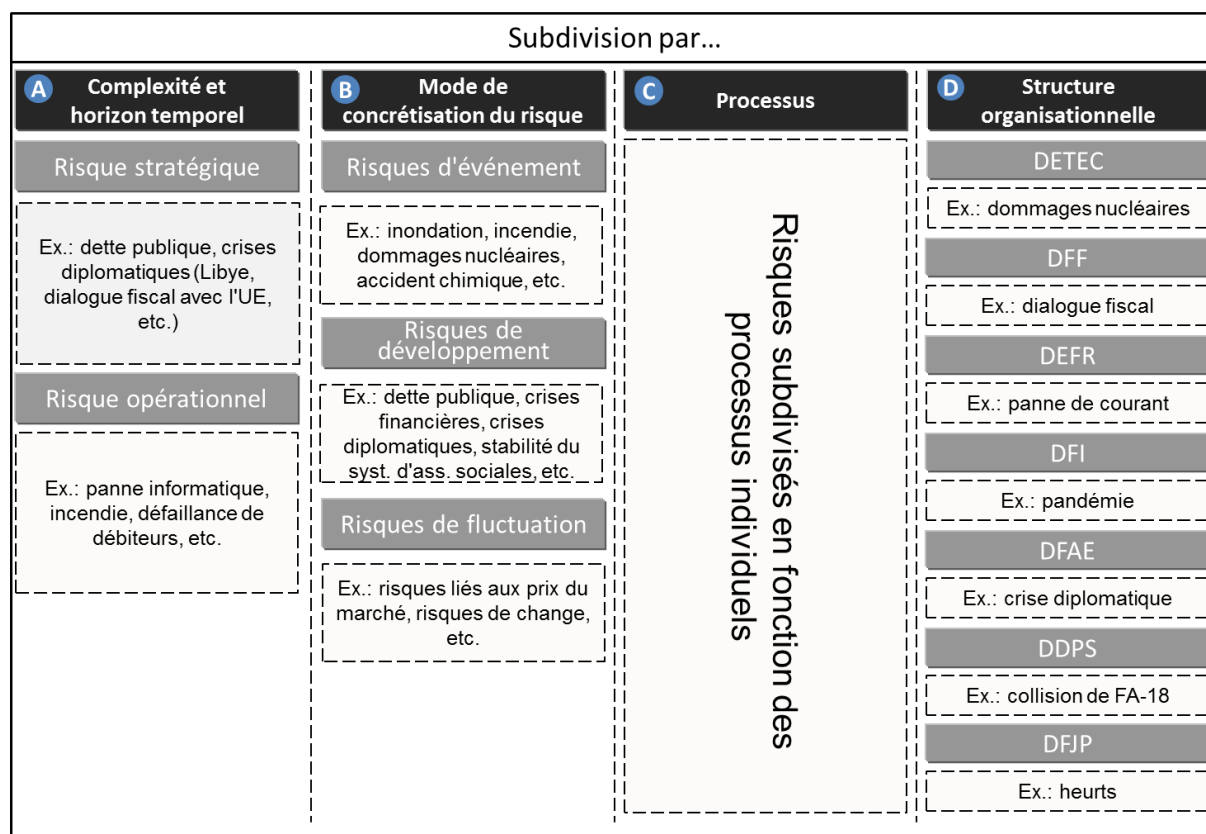 Subdivision par...
A
Complexité et
horizon temporel
Risque stratégique
Ex.: dette publique, crises
diplomatiques (Libye,
dialogue fiscal avec l'UE,
etc.)
Risque opérationnel
Ex.: panne informatique,
incendie, défaillance de
débiteurs, etc.
B
Mode de
concrétisation du risque
Risques d'événement
Ex.: inondation, incendie,
dommages nucléaires,
accident chimique, etc.
Risques de
développement
Ex.: dette publique, crises
financières, crises
diplomatiques, stabilité du
syst. d'ass. sociales, etc.
Risques de fluctuation
Ex.: risques liés aux prix du
marché, risques de change,
etc.
C
Processus
Risques subdivisés en fonction des
processus individuels
D
Structure
organisationnelle
DETEC
Ex.: dommages nucléaires
DFF
Ex.: dialogue fiscal
DEFR
Ex.: panne de courant
DFI
Ex.: pandémie
DFAE
Ex.: crise diplomatique
DDPS
Ex.: collision de FA-18
DFJP
Ex.: heurts